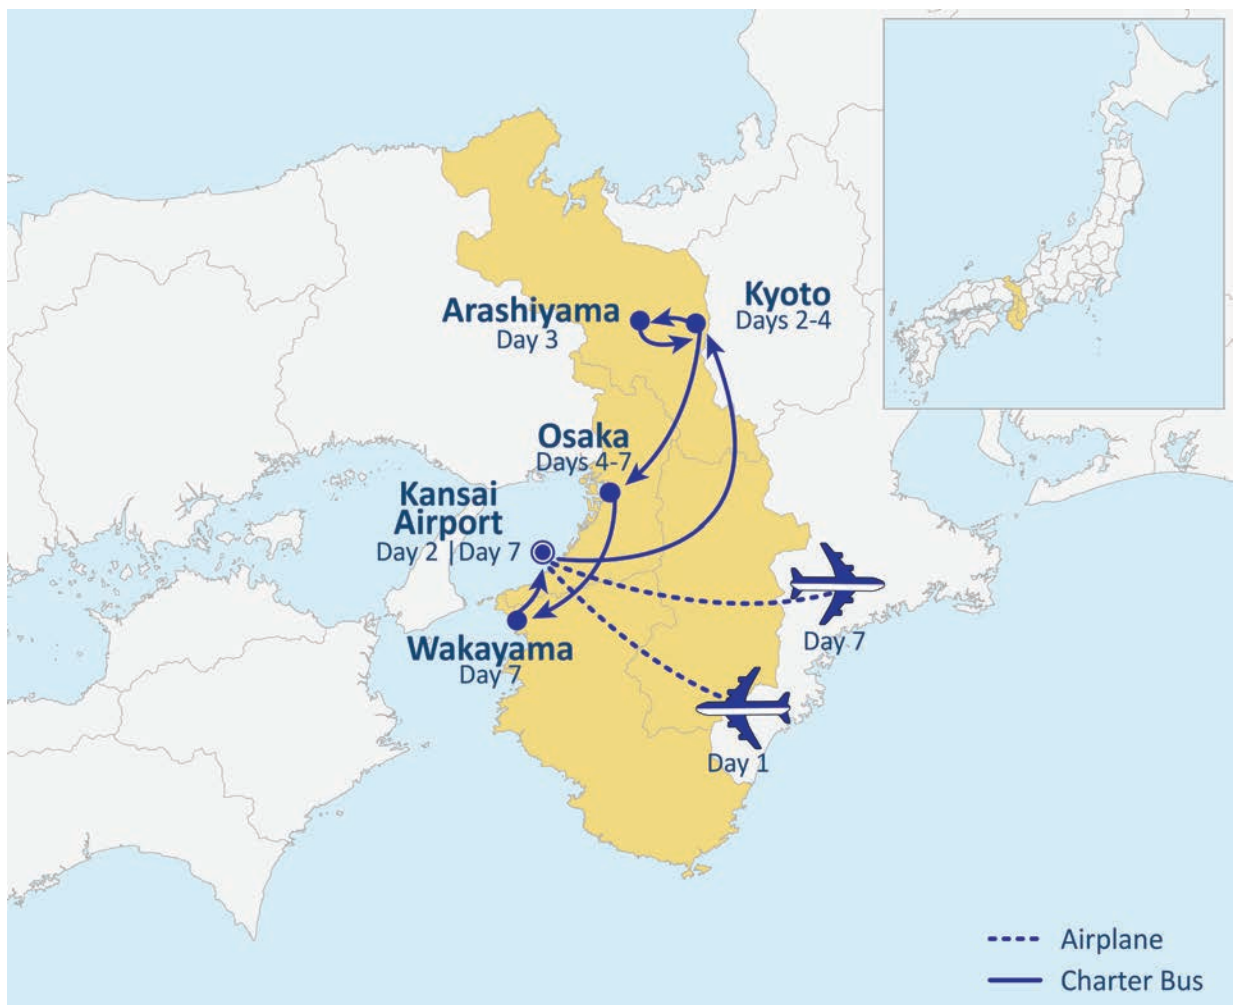 Arashiyama
Day 3
Kyoto
Days 2-4
Osaka
Days 4-7
Kansai
Airport
Day 2 |Day 7
Wakayama
Day 7
Day 7
Day 1
Airplane
Charter Bus